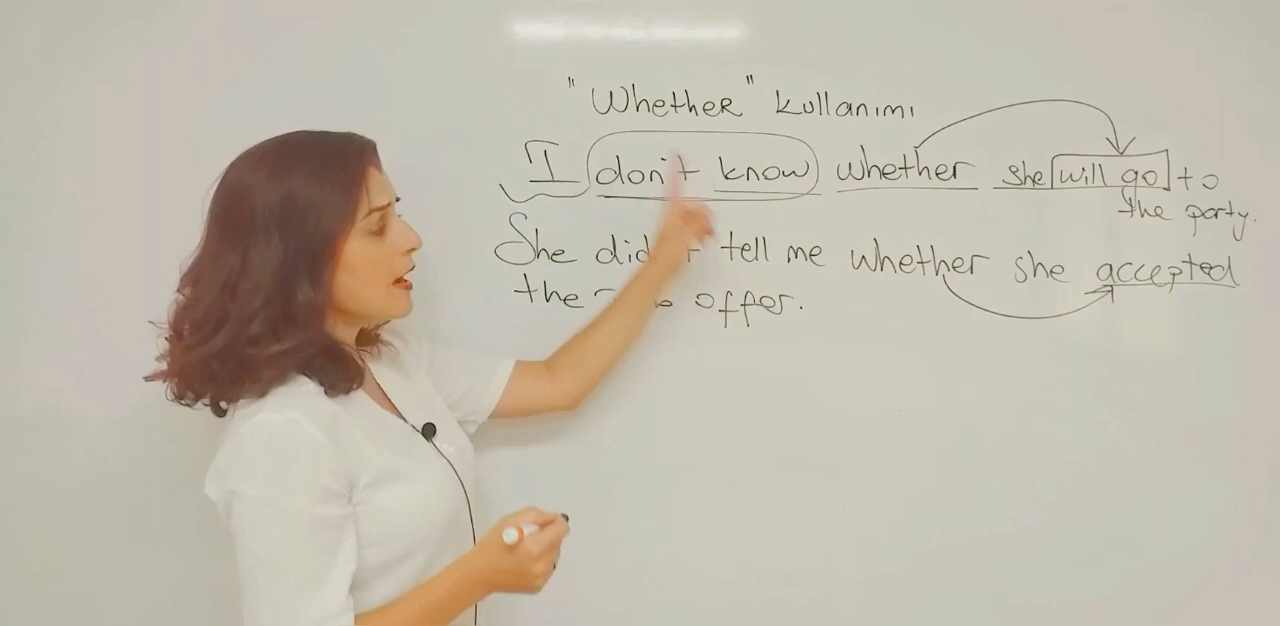 "Whether" kullanımı
I don't know whether she will go to
the party.
She tell me whether she accepted
the offer.